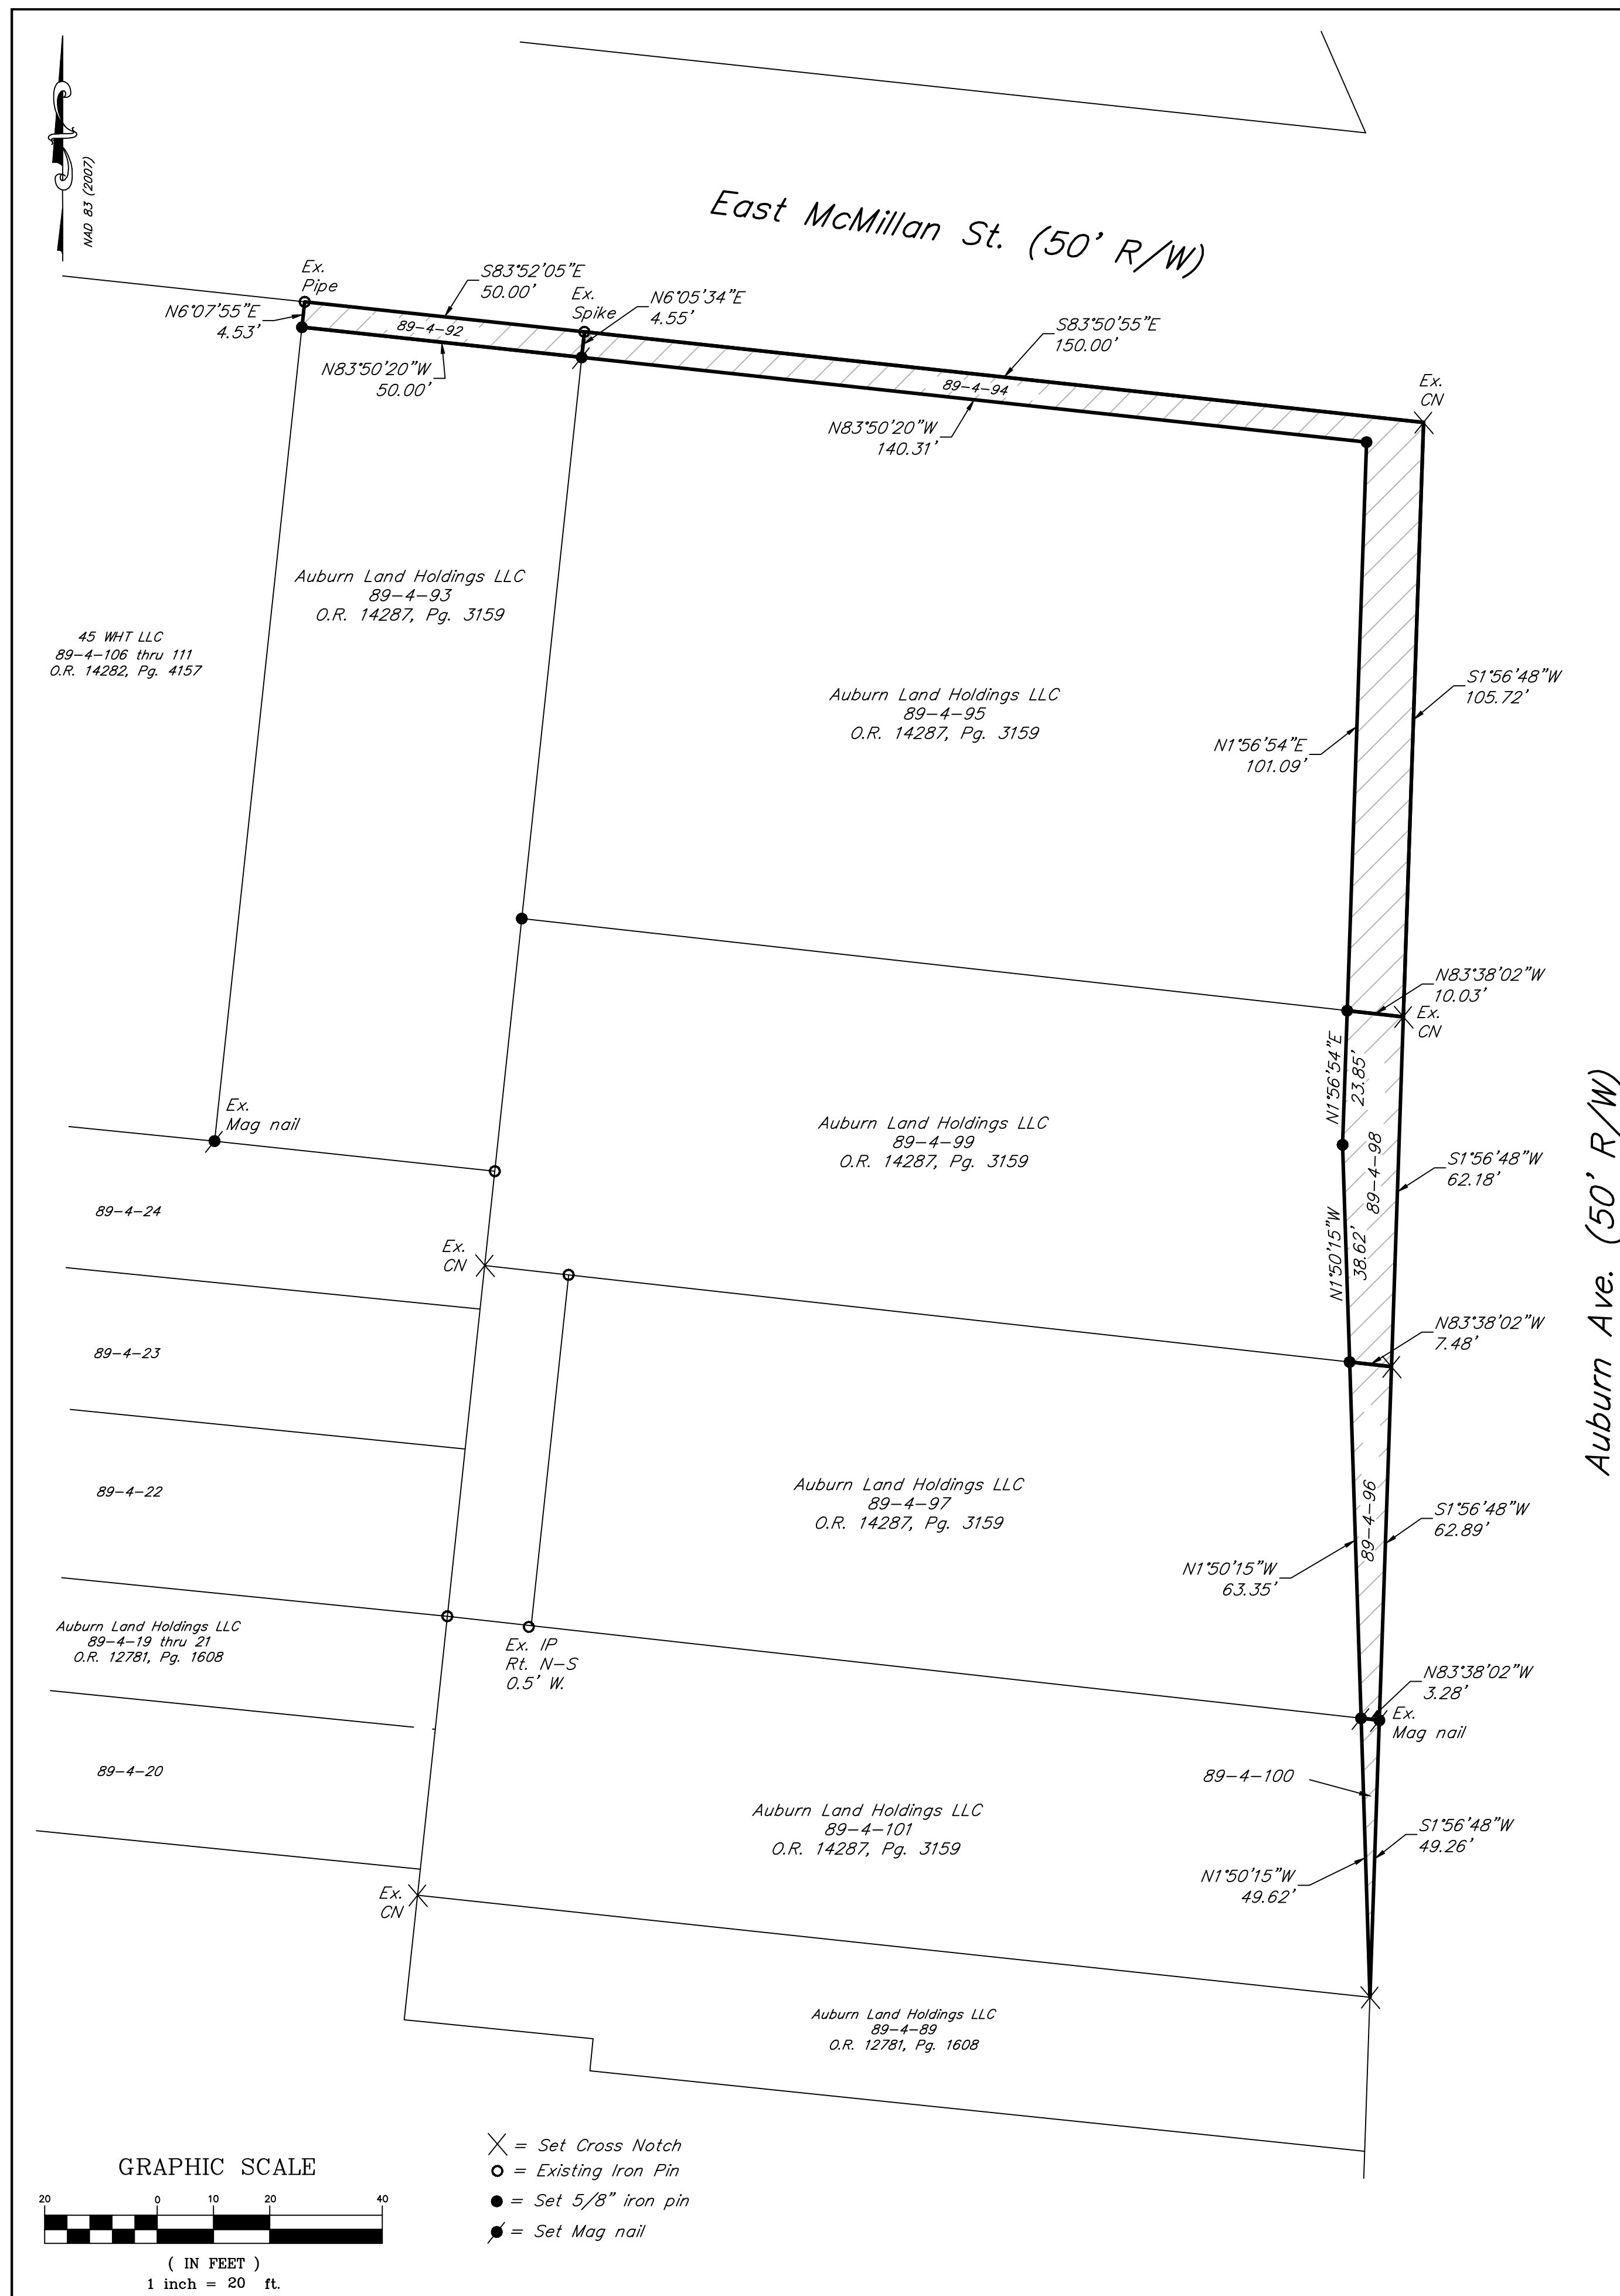 NAD 83 (2007)
East McMillan St. (50' R/W)
Ex.
Pipe
S83°52'05"E
50.00'
Ex.
Spike
N6°05'34"E
4.55'
N6°07'55"E
4.53'
89-4-92
S83°50'55"E
150.00'
N83°50'20"W
50.00'
89-4-94
Ex.
CN
N83°50'20"W
140.31'
Auburn Land Holdings LLC
89-4-93
O.R. 14287, Pg. 3159
45 WHT LLC
89-4-106 thru 111
O.R. 14282, Pg. 4157
Auburn Land Holdings LLC
89-4-95
O.R. 14287, Pg. 3159
S1°56'48"W
105.72'
N1°56'54"E
101.09'
N83°38'02"W
10.03'
Ex.
CN
N1°56'54"E
23.85'
Ex.
Mag nail
Auburn Land Holdings LLC
89-4-99
O.R. 14287, Pg. 3159
89-4-98
S1°56'48"W
62.18'
Auburn Ave. (50' R/W)
89-4-24
Ex.
CN
N1°50'15"W
38.62'
N83°38'02"W
7.48'
89-4-23
89-4-22
Auburn Land Holdings LLC
89-4-97
O.R. 14287, Pg. 3159
89-4-96
S1°56'48"W
62.89'
N1°50'15"W
63.35'
Auburn Land Holdings LLC
89-4-19 thru 21
O.R. 12781, Pg. 1608
Ex. IP
Rt. N-S
0.5' W.
N83°38'02"W
3.28'
Ex.
Mag nail
89-4-20
89-4-100
Auburn Land Holdings LLC
89-4-101
O.R. 14287, Pg. 3159
S1°56'48"W
49.26'
N1°50'15"W
49.62'
Ex.
CN
Auburn Land Holdings LLC
89-4-89
O.R. 12781, Pg. 1608
GRAPHIC SCALE
20 0 10 20 40
( IN FEET )
1 inch = 20 ft.
= Set Cross Notch
= Existing Iron Pin
= Set 5/8" iron pin
= Set Mag nail